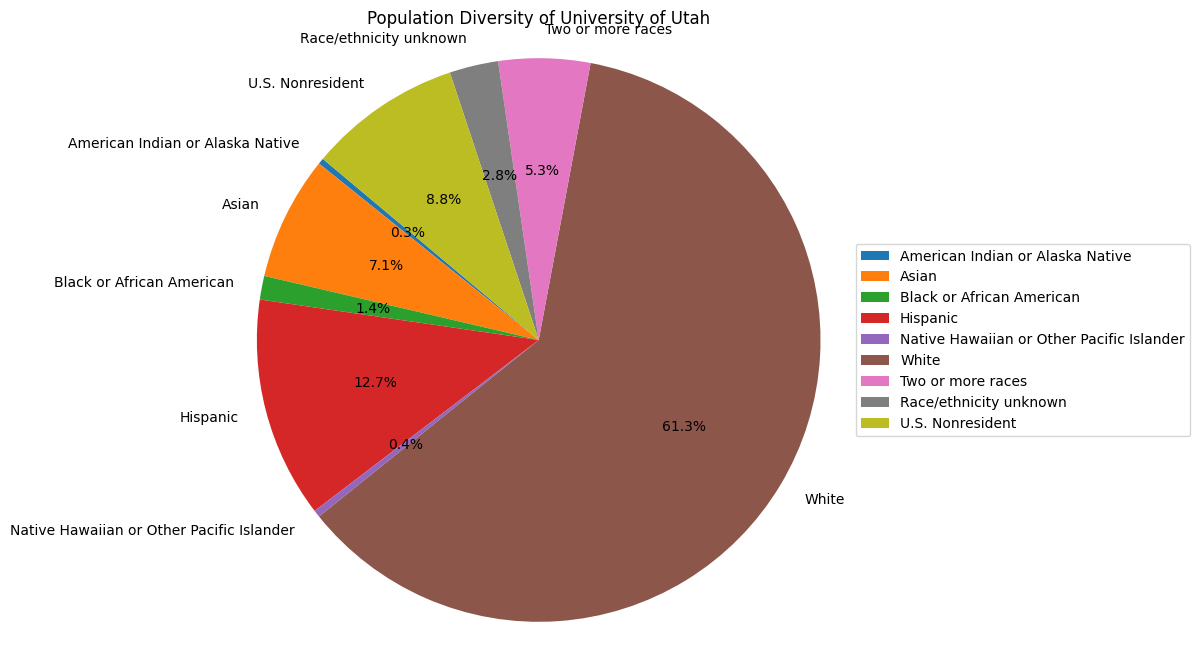 Population Diversity of University of Utah
Two or more races
Race/ethnicity unknown
U.S. Nonresident
American Indian or Alaska Native
Asian
Black or African American
Hispanic
Native Hawaiian or Other Pacific Islander
White
5.3%
2.8%
8.8%
0.3%
7.1%
1.4%
12.7%
0.4%
61.3%
American Indian or Alaska Native
Asian
Black or African American
Hispanic
Native Hawaiian or Other Pacific Islander
White
Two or more races
Race/ethnicity unknown
U.S. Nonresident